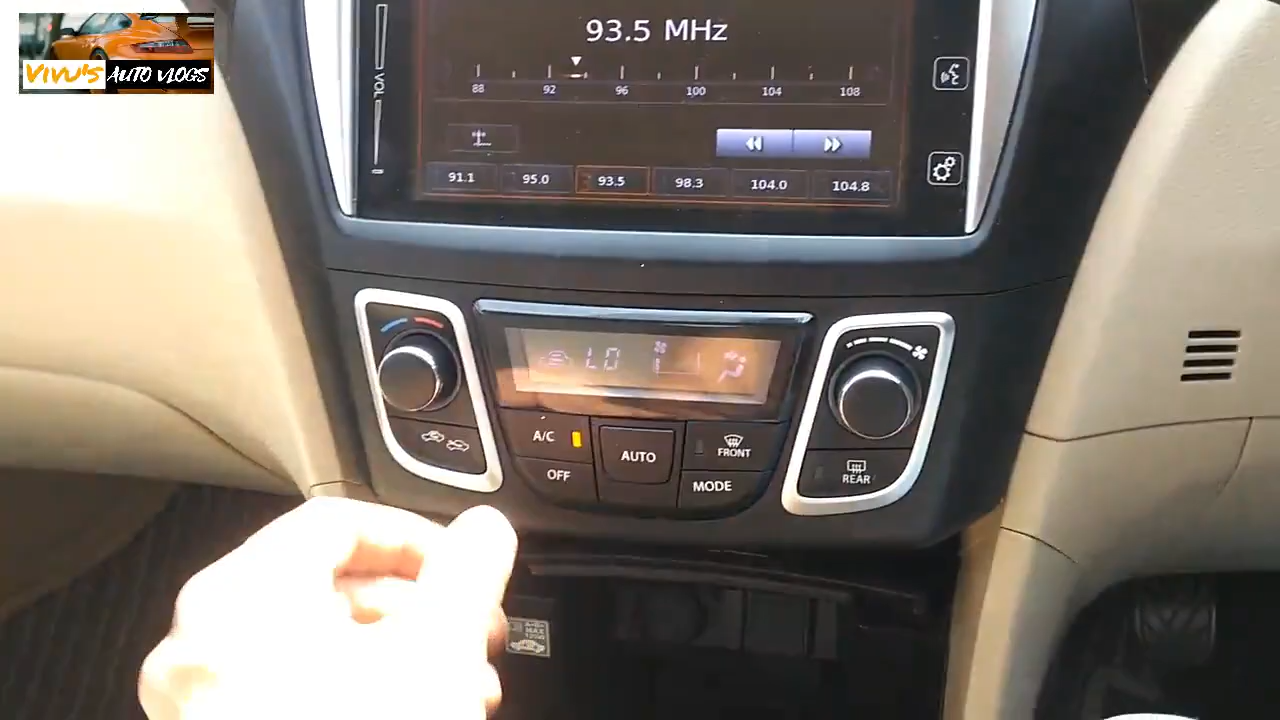 VIVU'S AUTO VLOGS
93.5 MHz
VOL
88 92 96 100 104 108
91.1 95.0 93.5 98.3 104.0 104.8
LO
A/C
OFF
AUTO
FRONT
MODE
REAR
MAX